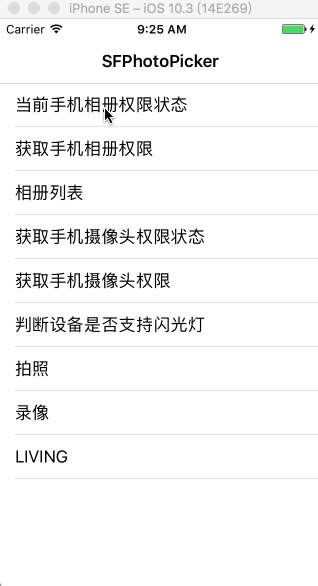 iPhone SE – iOS 10.3 (14E269)
Carrier 9:25 AM
SFPhotoPicker
当前手机相册权限状态
获取手机相册权限
相册列表
获取手机摄像头权限状态
获取手机摄像头权限
判断设备是否支持闪光灯
拍照
录像
LIVING